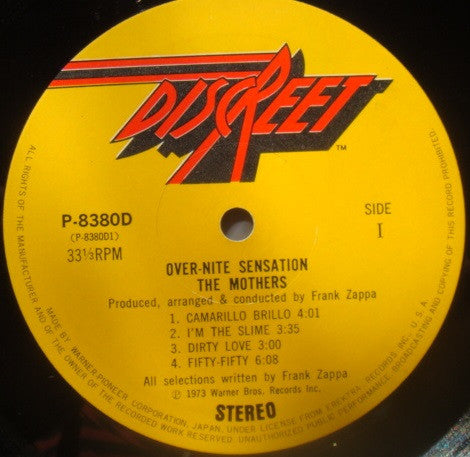 DISCREET
TM
P-8380D
(P-8380D1)
33⅓RPM
SIDE
I
OVER-NITE SENSATION
THE MOTHERS
Produced, arranged & conducted by Frank Zappa
1. CAMARILLO BRILLO 4:01
2. I'M THE SLIME 3:35
3. DIRTY LOVE 3:00
4. FIFTY-FIFTY 6:08
All selections written by Frank Zappa
Ⓟ 1973 Warner Bros. Records Inc.
STEREO
ALL RIGHTS OF THE MANUFACTURER AND OF THE OWNER OF THE RECORDED WORK RESERVED. UNAUTHORIZED PUBLIC PERFORMANCE, BROADCASTING AND COPYING OF THIS RECORD PROHIBITED.
MADE BY WARNER-PIONEER CORPORATION, JAPAN, UNDER LICENSE FROM
RECORDS INC., U.S.A.